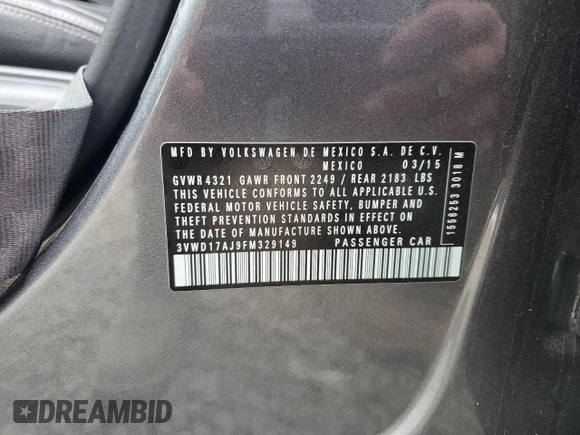 MFD BY VOLKSWAGEN DE MEXICO S.A. DE C.V.
MEXICO 03/15
GVWR 4321 GAWR FRONT 2249 / REAR 2183 LBS
THIS VEHICLE CONFORMS TO ALL APPLICABLE U.S.
FEDERAL MOTOR VEHICLE SAFETY, BUMPER AND
THEFT PREVENTION STANDARDS IN EFFECT ON
THE DATE OF MANUFACTURE SHOWN ABOVE.
3VWD17AJ9FM329149 PASSENGER CAR
1556253 3018 M
DREAMBID